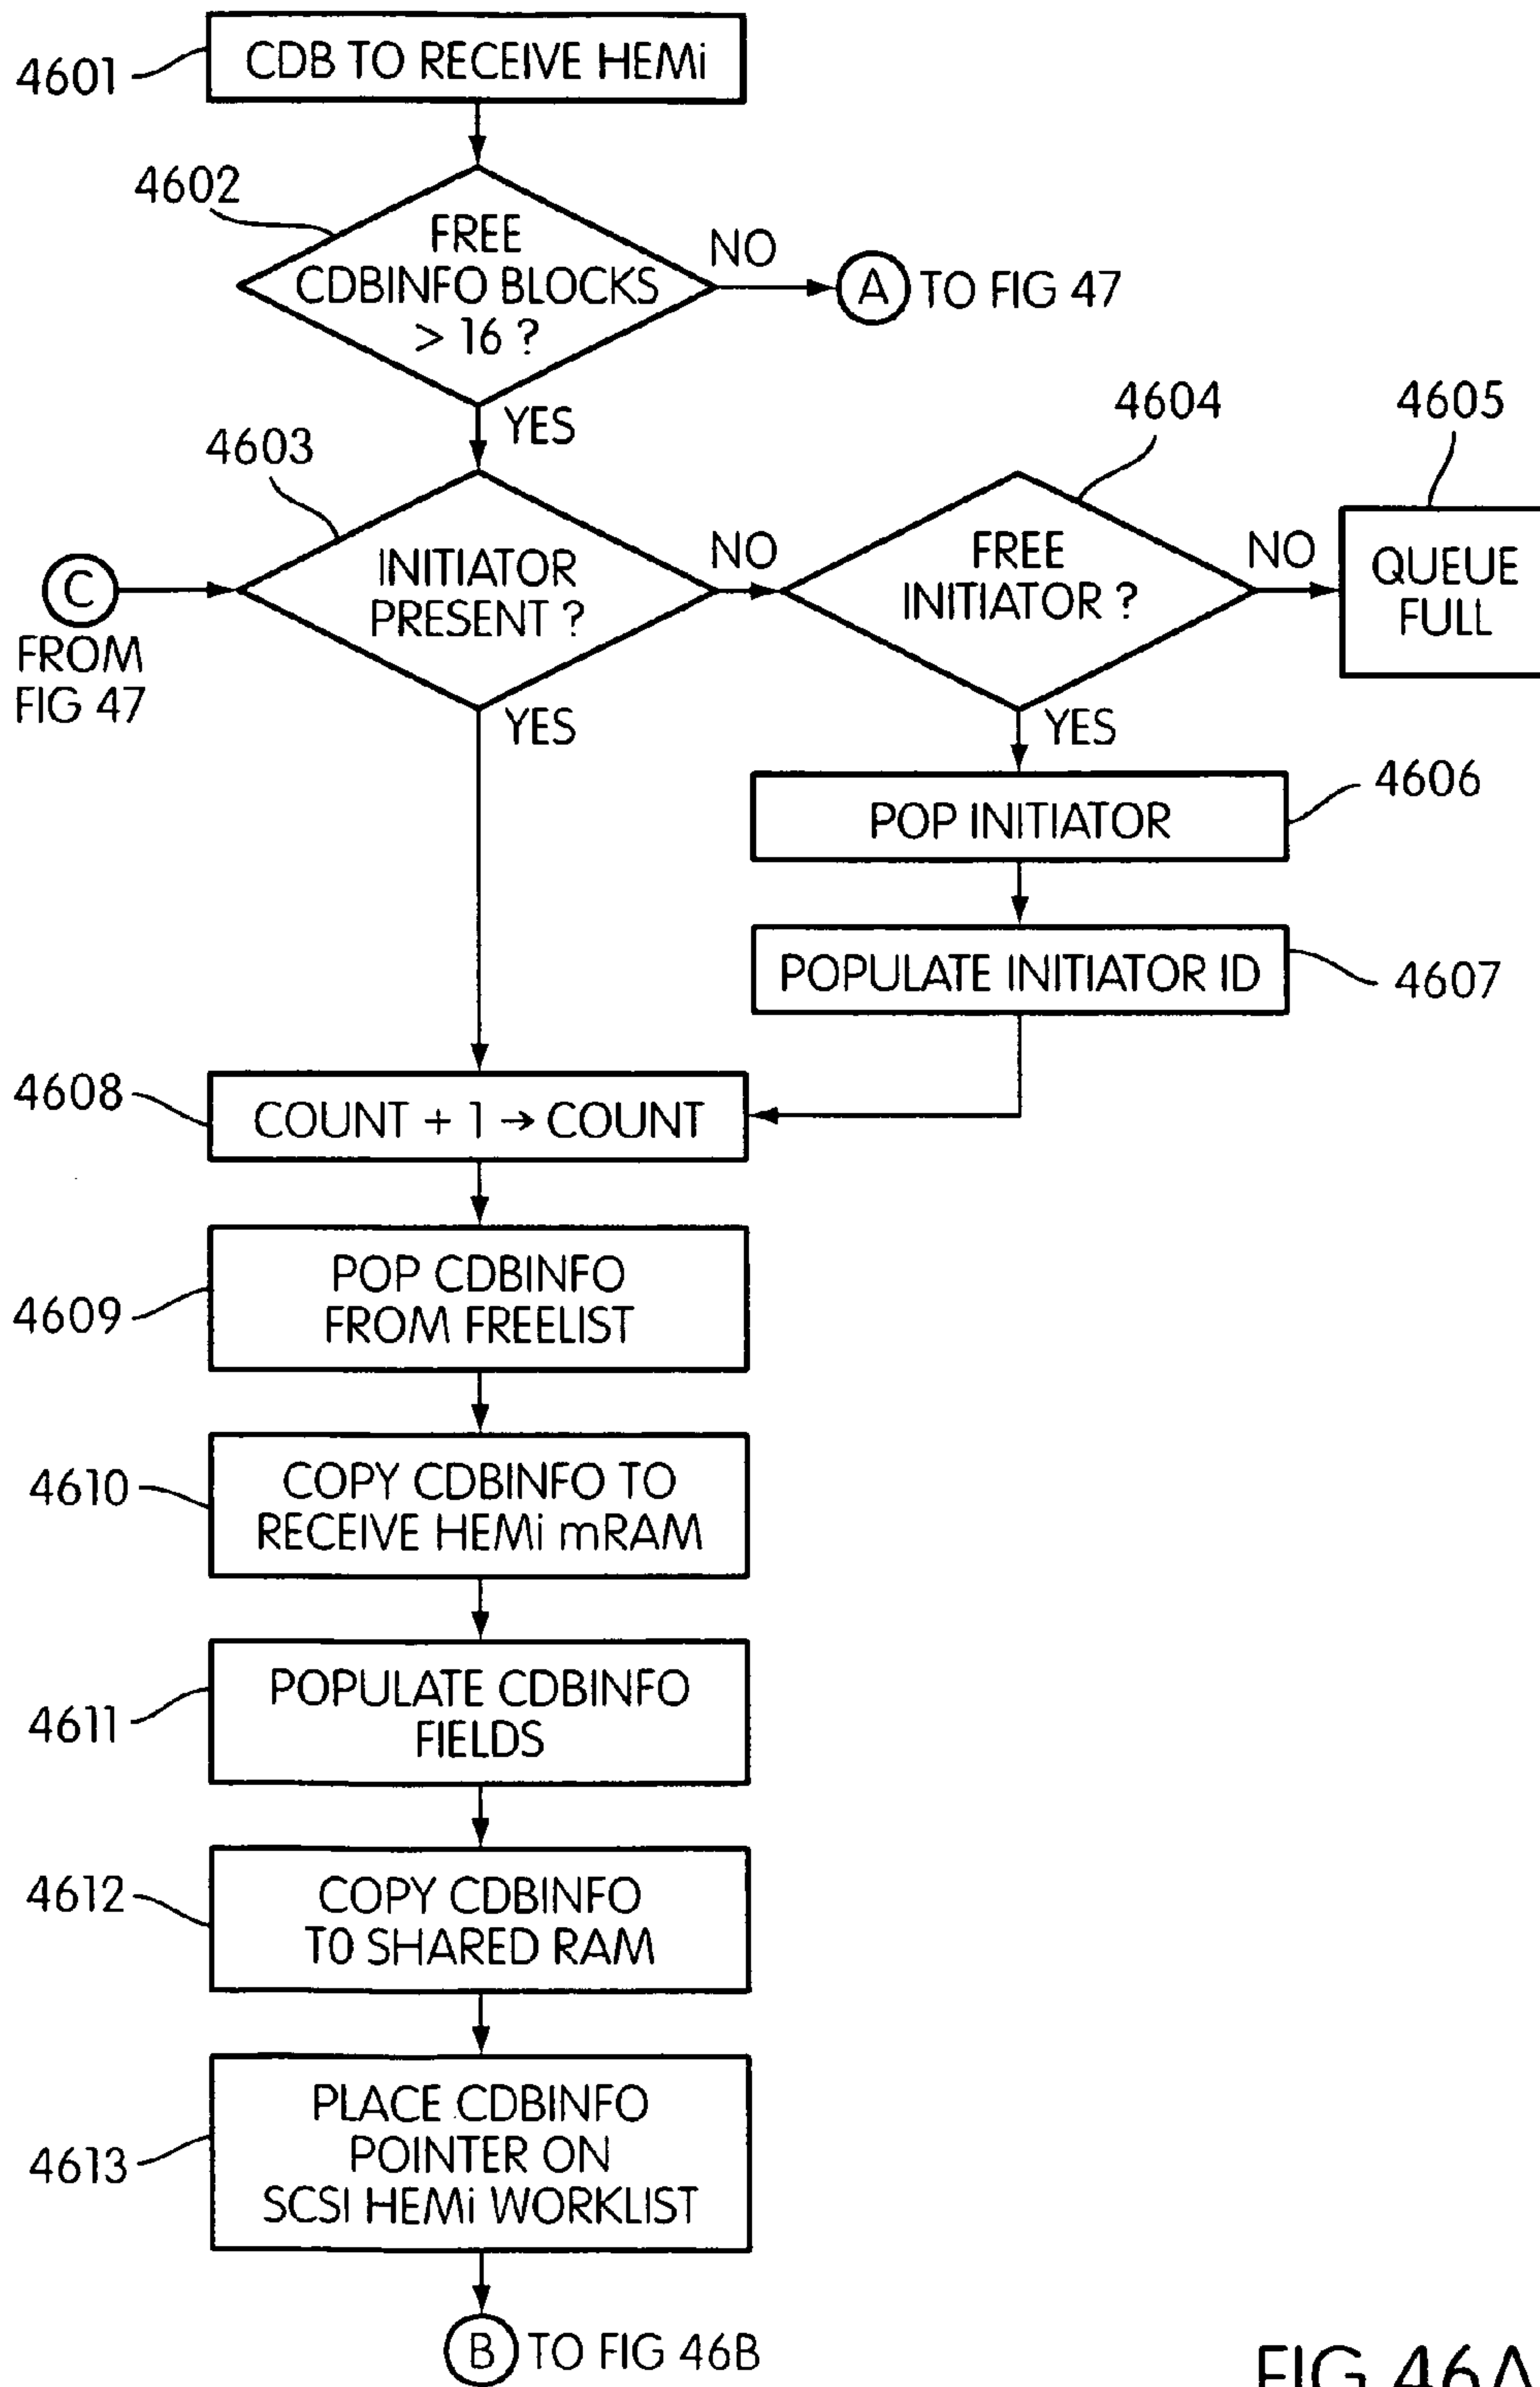 4601
CDB TO RECEIVE HEMi
4602
FREE
CDBINFO BLOCKS
> 16 ?
NO
A
TO FIG 47
YES
4603
C
FROM
FIG 47
INITIATOR
PRESENT ?
NO
YES
4604
FREE
INITIATOR ?
NO
YES
4605
QUEUE
FULL
POP INITIATOR
4606
POPULATE INITIATOR ID
4607
4608
COUNT + 1 → COUNT
4609
POP CDBINFO
FROM FREELIST
4610
COPY CDBINFO TO
RECEIVE HEMi mRAM
4611
POPULATE CDBINFO
FIELDS
4612
COPY CDBINFO
TO SHARED RAM
4613
PLACE CDBINFO
POINTER ON
SCSI HEMi WORKLIST
B
TO FIG 46B
FIG 46A